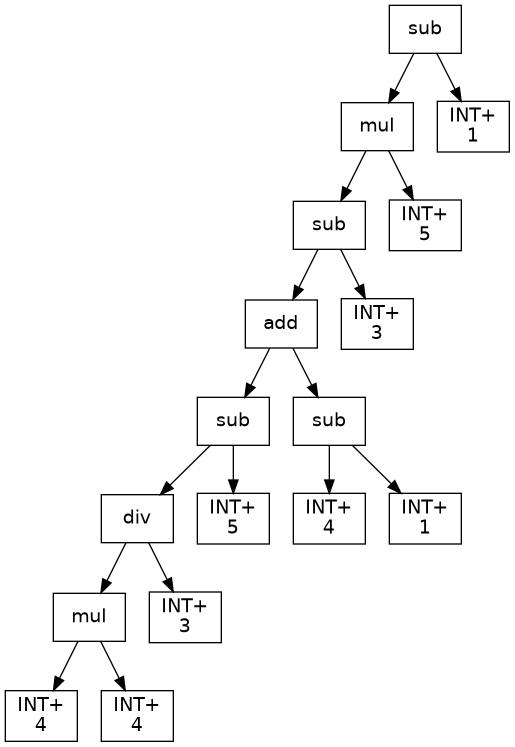 sub
mul
INT+
1
sub
INT+
5
add
INT+
3
sub
sub
div
INT+
5
INT+
4
INT+
1
mul
INT+
3
INT+
4
INT+
4